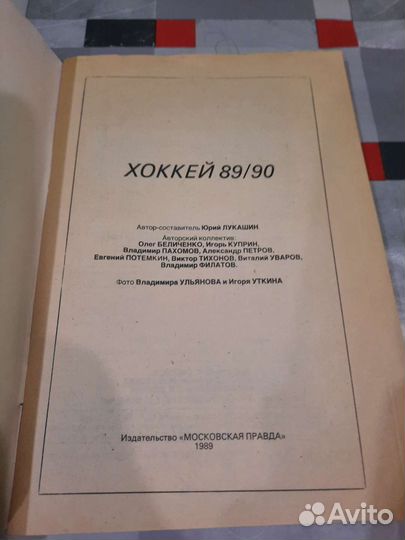 ХОККЕЙ 89/90
Автор-составитель Юрий ЛУКАШИН
Авторский коллектив:
Олег БЕЛИЧЕНКО, Игорь КУПРИН,
Владимир ПАХОМОВ, Александр ПЕТРОВ,
Евгений ПОТЕМКИН, Виктор ТИХОНОВ, Виталий УВАРОВ,
Владимир ФИЛАТОВ.
Фото Владимира УЛЬЯНОВА и Игоря УТКИНА
Издательство «МОСКОВСКАЯ ПРАВДА»
1989
Avito